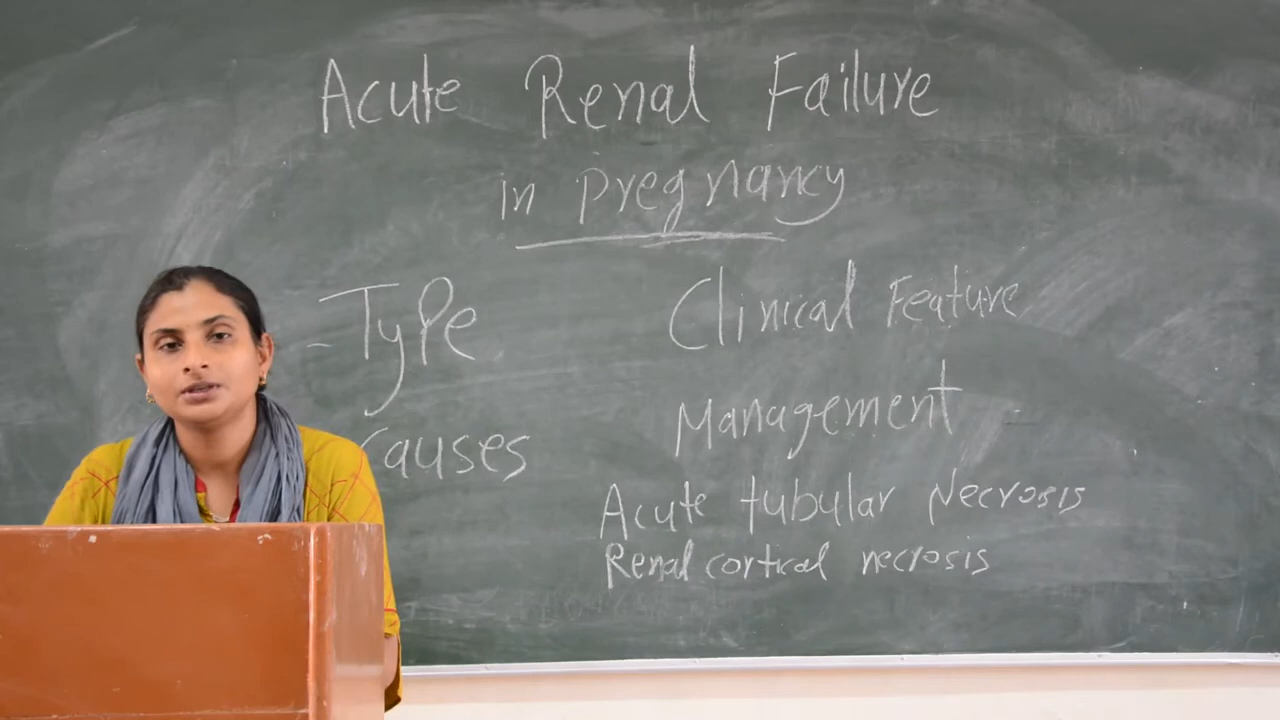 Acute Renal Failure
in pregnancy
- Type
Causes
Clinical Feature
Management
Acute tubular Necrosis
Renal cortical necrosis